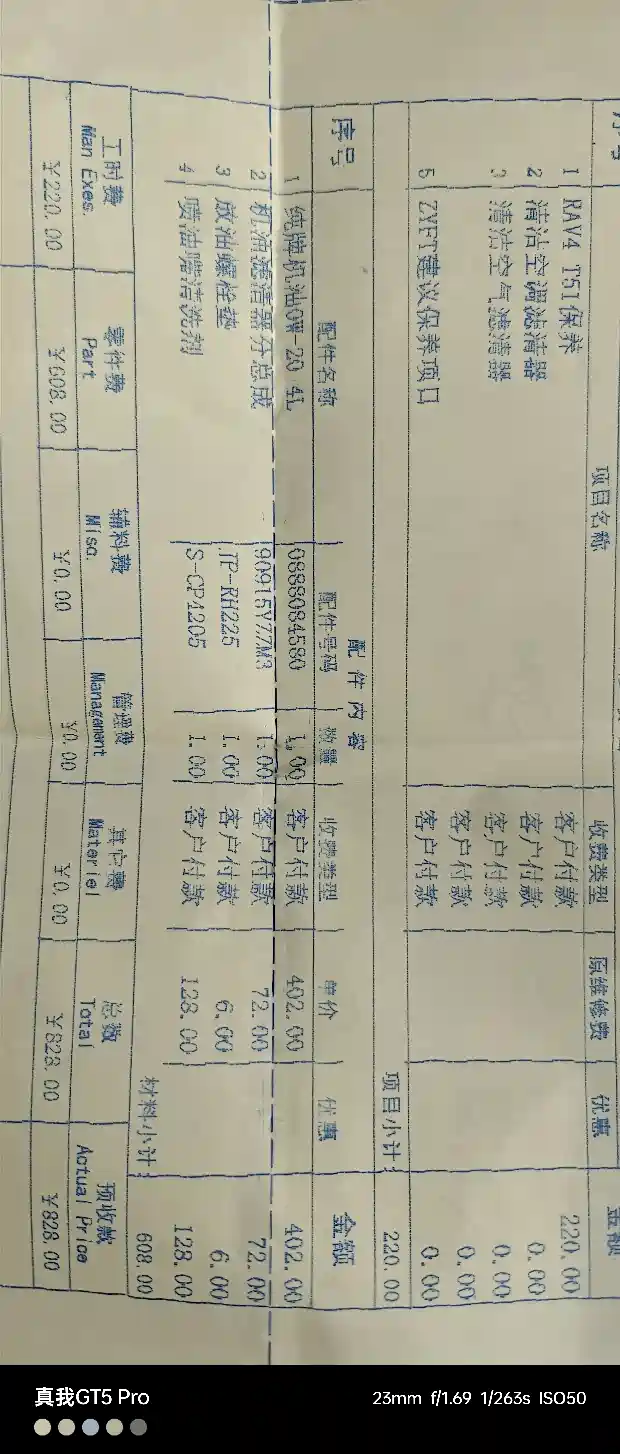 序号 项目名称 收费类型 原维修费 优惠 金额
1 RAV4 T51保养 客户付款 220.00
2 清洁空调滤清器 客户付款 0.00
3 清洁空气滤清器 客户付款 0.00
客户付款 0.00
5 ZYFT建议保养项目 客户付款 0.00
项目小计: 220.00
配件内容
序号 配件名称 配件号码 数量 收费类型 单价 优惠 金额
1 纯牌机油0W-20 4L 0888084580 1.00 客户付款 402.00 402.00
2 机油滤清器分总成 90915YZZM3 1.00 客户付款 72.00 72.00
3 放油螺栓垫 TP-RH225 1.00 客户付款 6.00 6.00
4 喷油嘴清洗剂 S-CP4205 1.00 客户付款 128.00 128.00
材料小计: 608.00
工时费 零件费 辅料费 管理费 其它费 总数 预收款
Man Exes. Part Misc. Management Materiel Total Actual Price
¥220.00 ¥608.00 ¥0.00 ¥0.00 ¥0.00 ¥828.00 ¥828.00
真我GT5 Pro
23mm f/1.69 1/263s ISO50